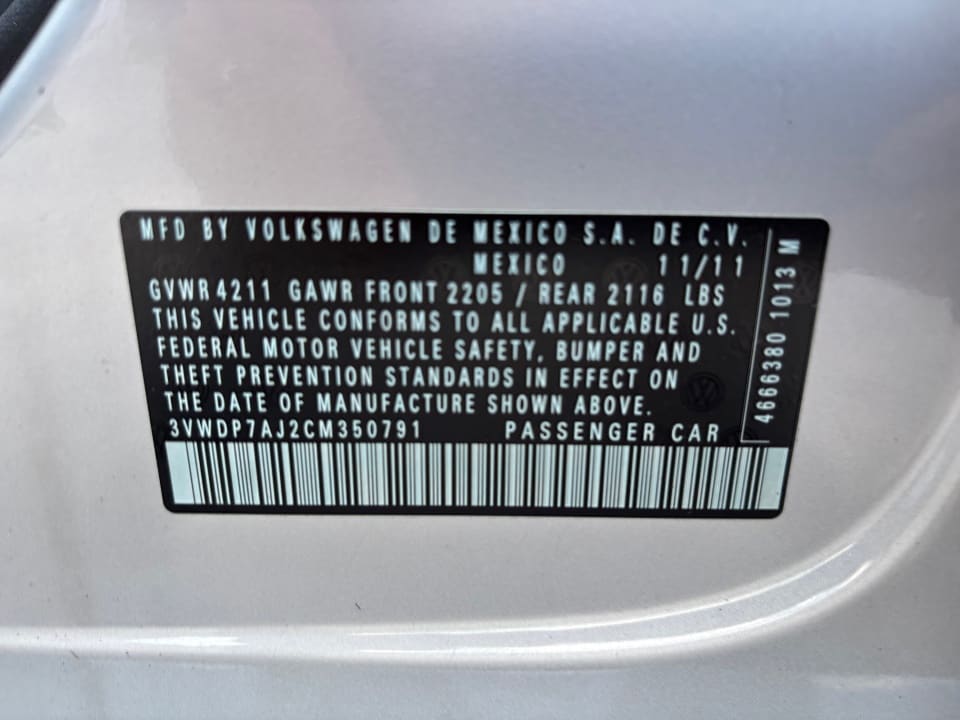 MFD BY VOLKSWAGEN DE MEXICO S.A. DE C.V.
MEXICO 11/11
GVWR 4211 GAWR FRONT 2205 / REAR 2116 LBS
THIS VEHICLE CONFORMS TO ALL APPLICABLE U.S.
FEDERAL MOTOR VEHICLE SAFETY, BUMPER AND
THEFT PREVENTION STANDARDS IN EFFECT ON
THE DATE OF MANUFACTURE SHOWN ABOVE.
3VWDP7AJ2CM350791 PASSENGER CAR
4666380 1013 M